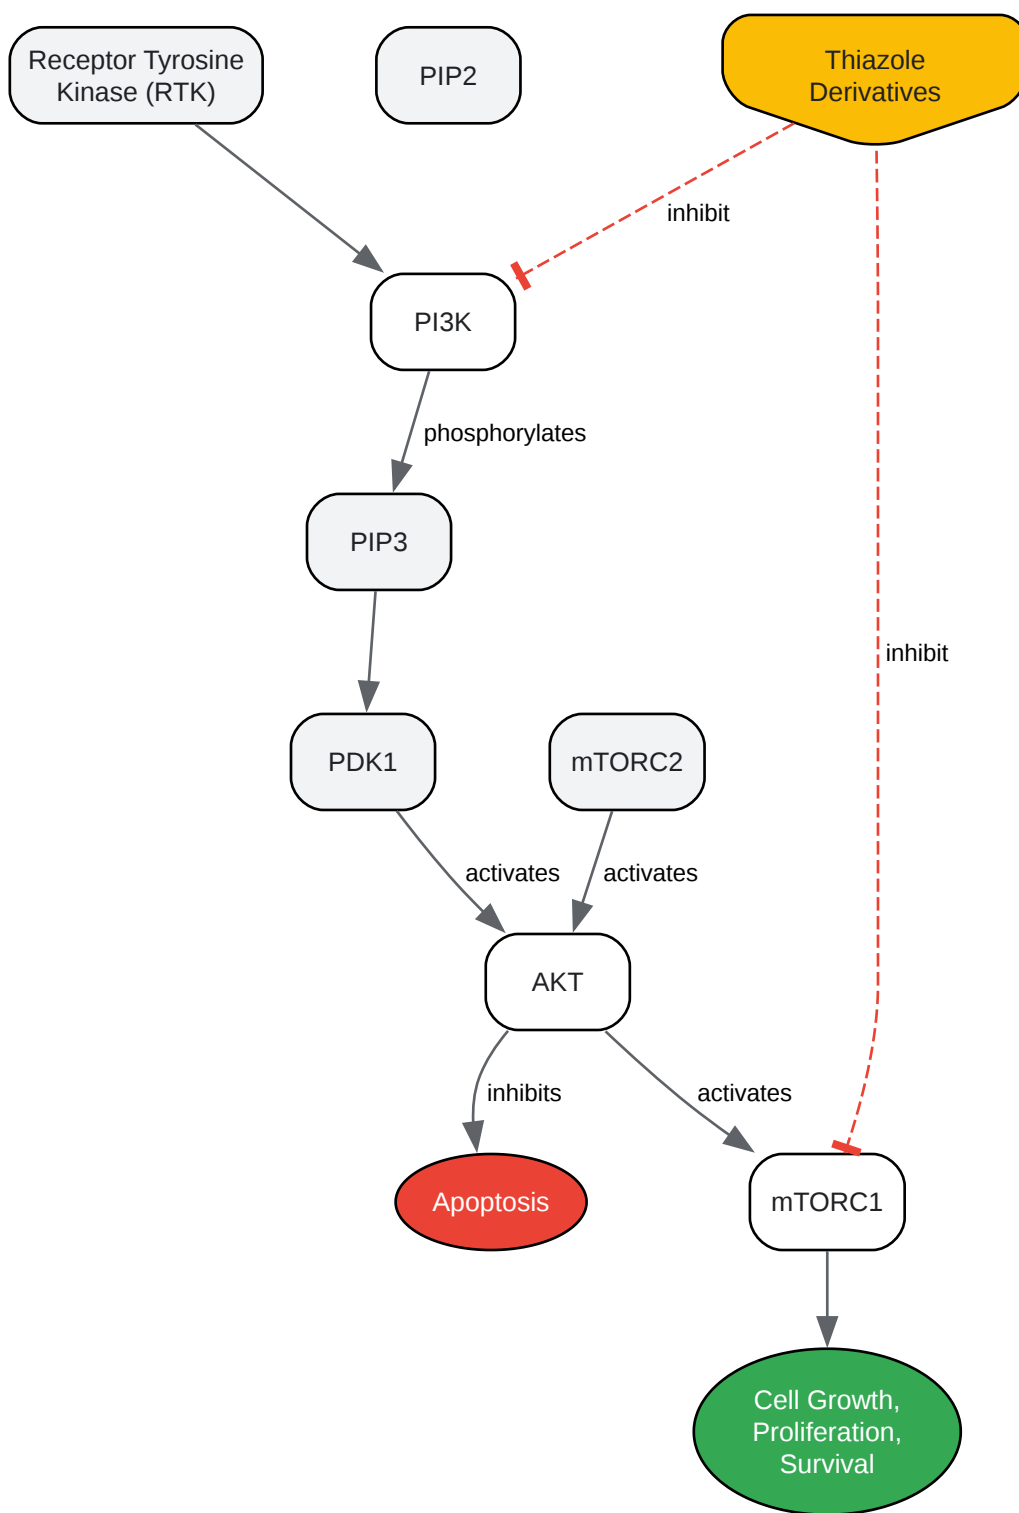 Receptor Tyrosine
Kinase (RTK)
PIP2
Thiazole
Derivatives
inhibit
PI3K
phosphorylates
PIP3
inhibit
PDK1
mTORC2
activates
activates
AKT
inhibits
activates
Apoptosis
mTORC1
Cell Growth,
Proliferation,
Survival